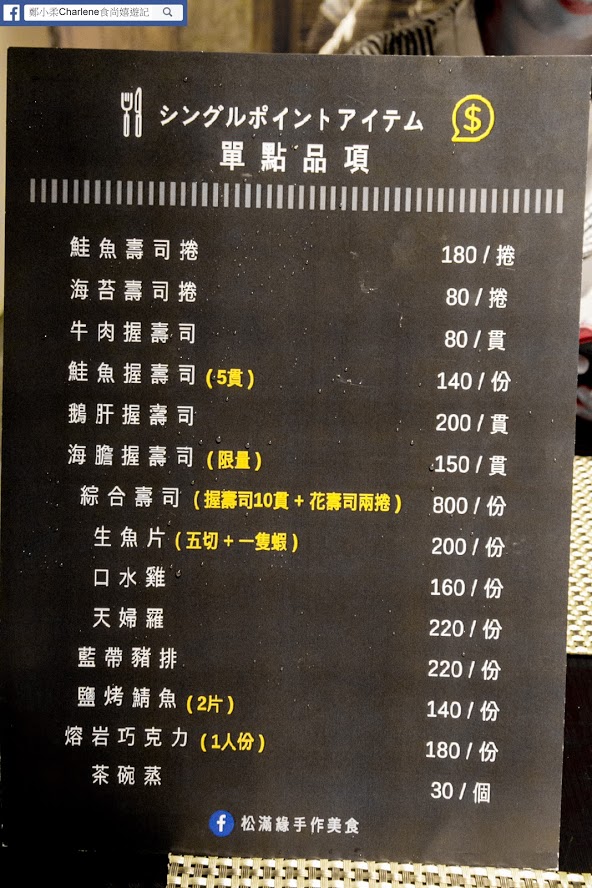 鄭小柔Charlene食尚嬉遊記
シングルポイントアイテム
單點品項
鮭魚壽司捲 180 / 捲
海苔壽司捲 80 / 捲
牛肉握壽司 80 / 貫
鮭魚握壽司 ( 5貫 ) 140 / 份
鵝肝握壽司 200 / 貫
海膽握壽司 ( 限量 ) 150 / 貫
綜合壽司 ( 握壽司10貫 + 花壽司兩捲 ) 800 / 份
生魚片 ( 五切 + 一隻蝦 ) 200 / 份
口水雞 160 / 份
天婦羅 220 / 份
藍帶豬排 220 / 份
鹽烤鯖魚 ( 2片 ) 140 / 份
熔岩巧克力 ( 1人份 ) 180 / 份
茶碗蒸 30 / 個
松滿緣手作美食